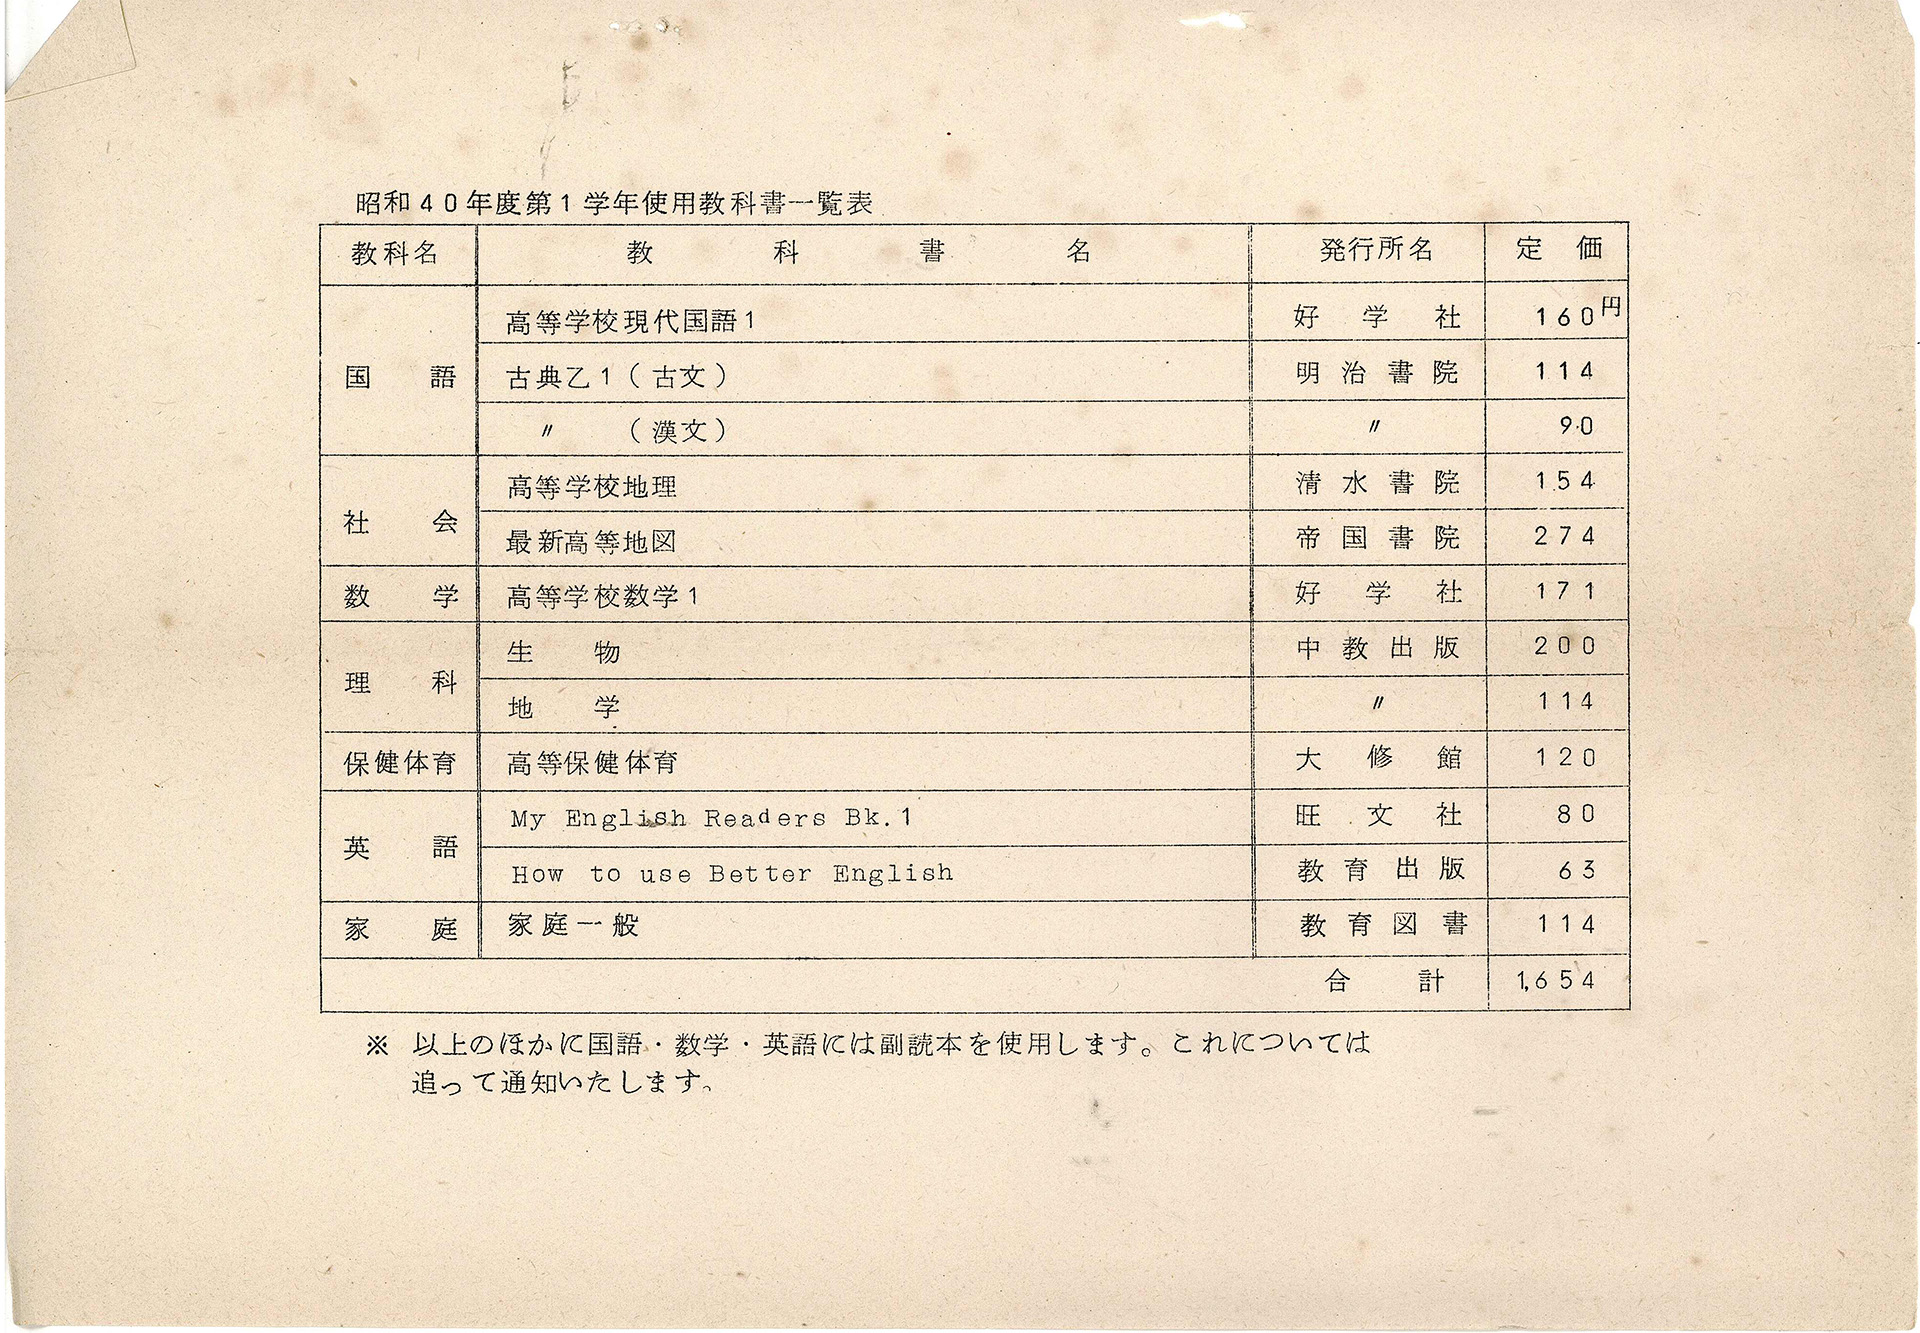 昭和40年度第1学年使用教科書一覧表
教科名 教科書名 発行所名 定価
国語 高等学校現代国語1 好学社 160円
古典乙1(古文) 明治書院 114
〃 (漢文) 〃 90
社会 高等学校地理 清水書院 154
最新高等地図 帝国書院 274
数学 高等学校数学1 好学社 171
理科 生物 中教出版 200
地学 〃 114
保健体育 高等保健体育 大修館 120
英語 My English Readers Bk.1 旺文社 80
How to use Better English 教育出版 63
家庭 家庭一般 教育図書 114
合計 1,654
※ 以上のほかに国語・数学・英語には副読本を使用します。これについては
追って通知いたします。